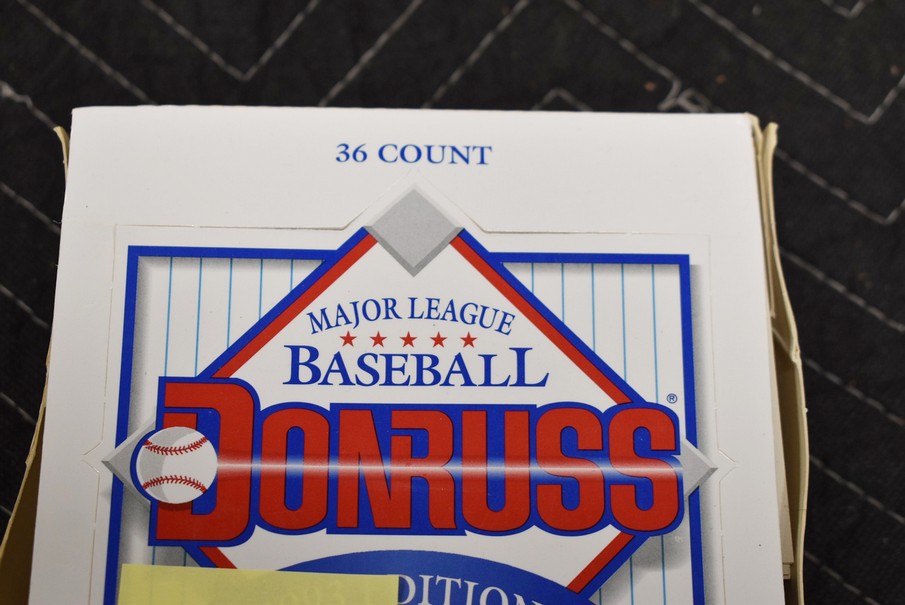 36 COUNT
MAJOR LEAGUE
BASEBALL
DONRUSS®